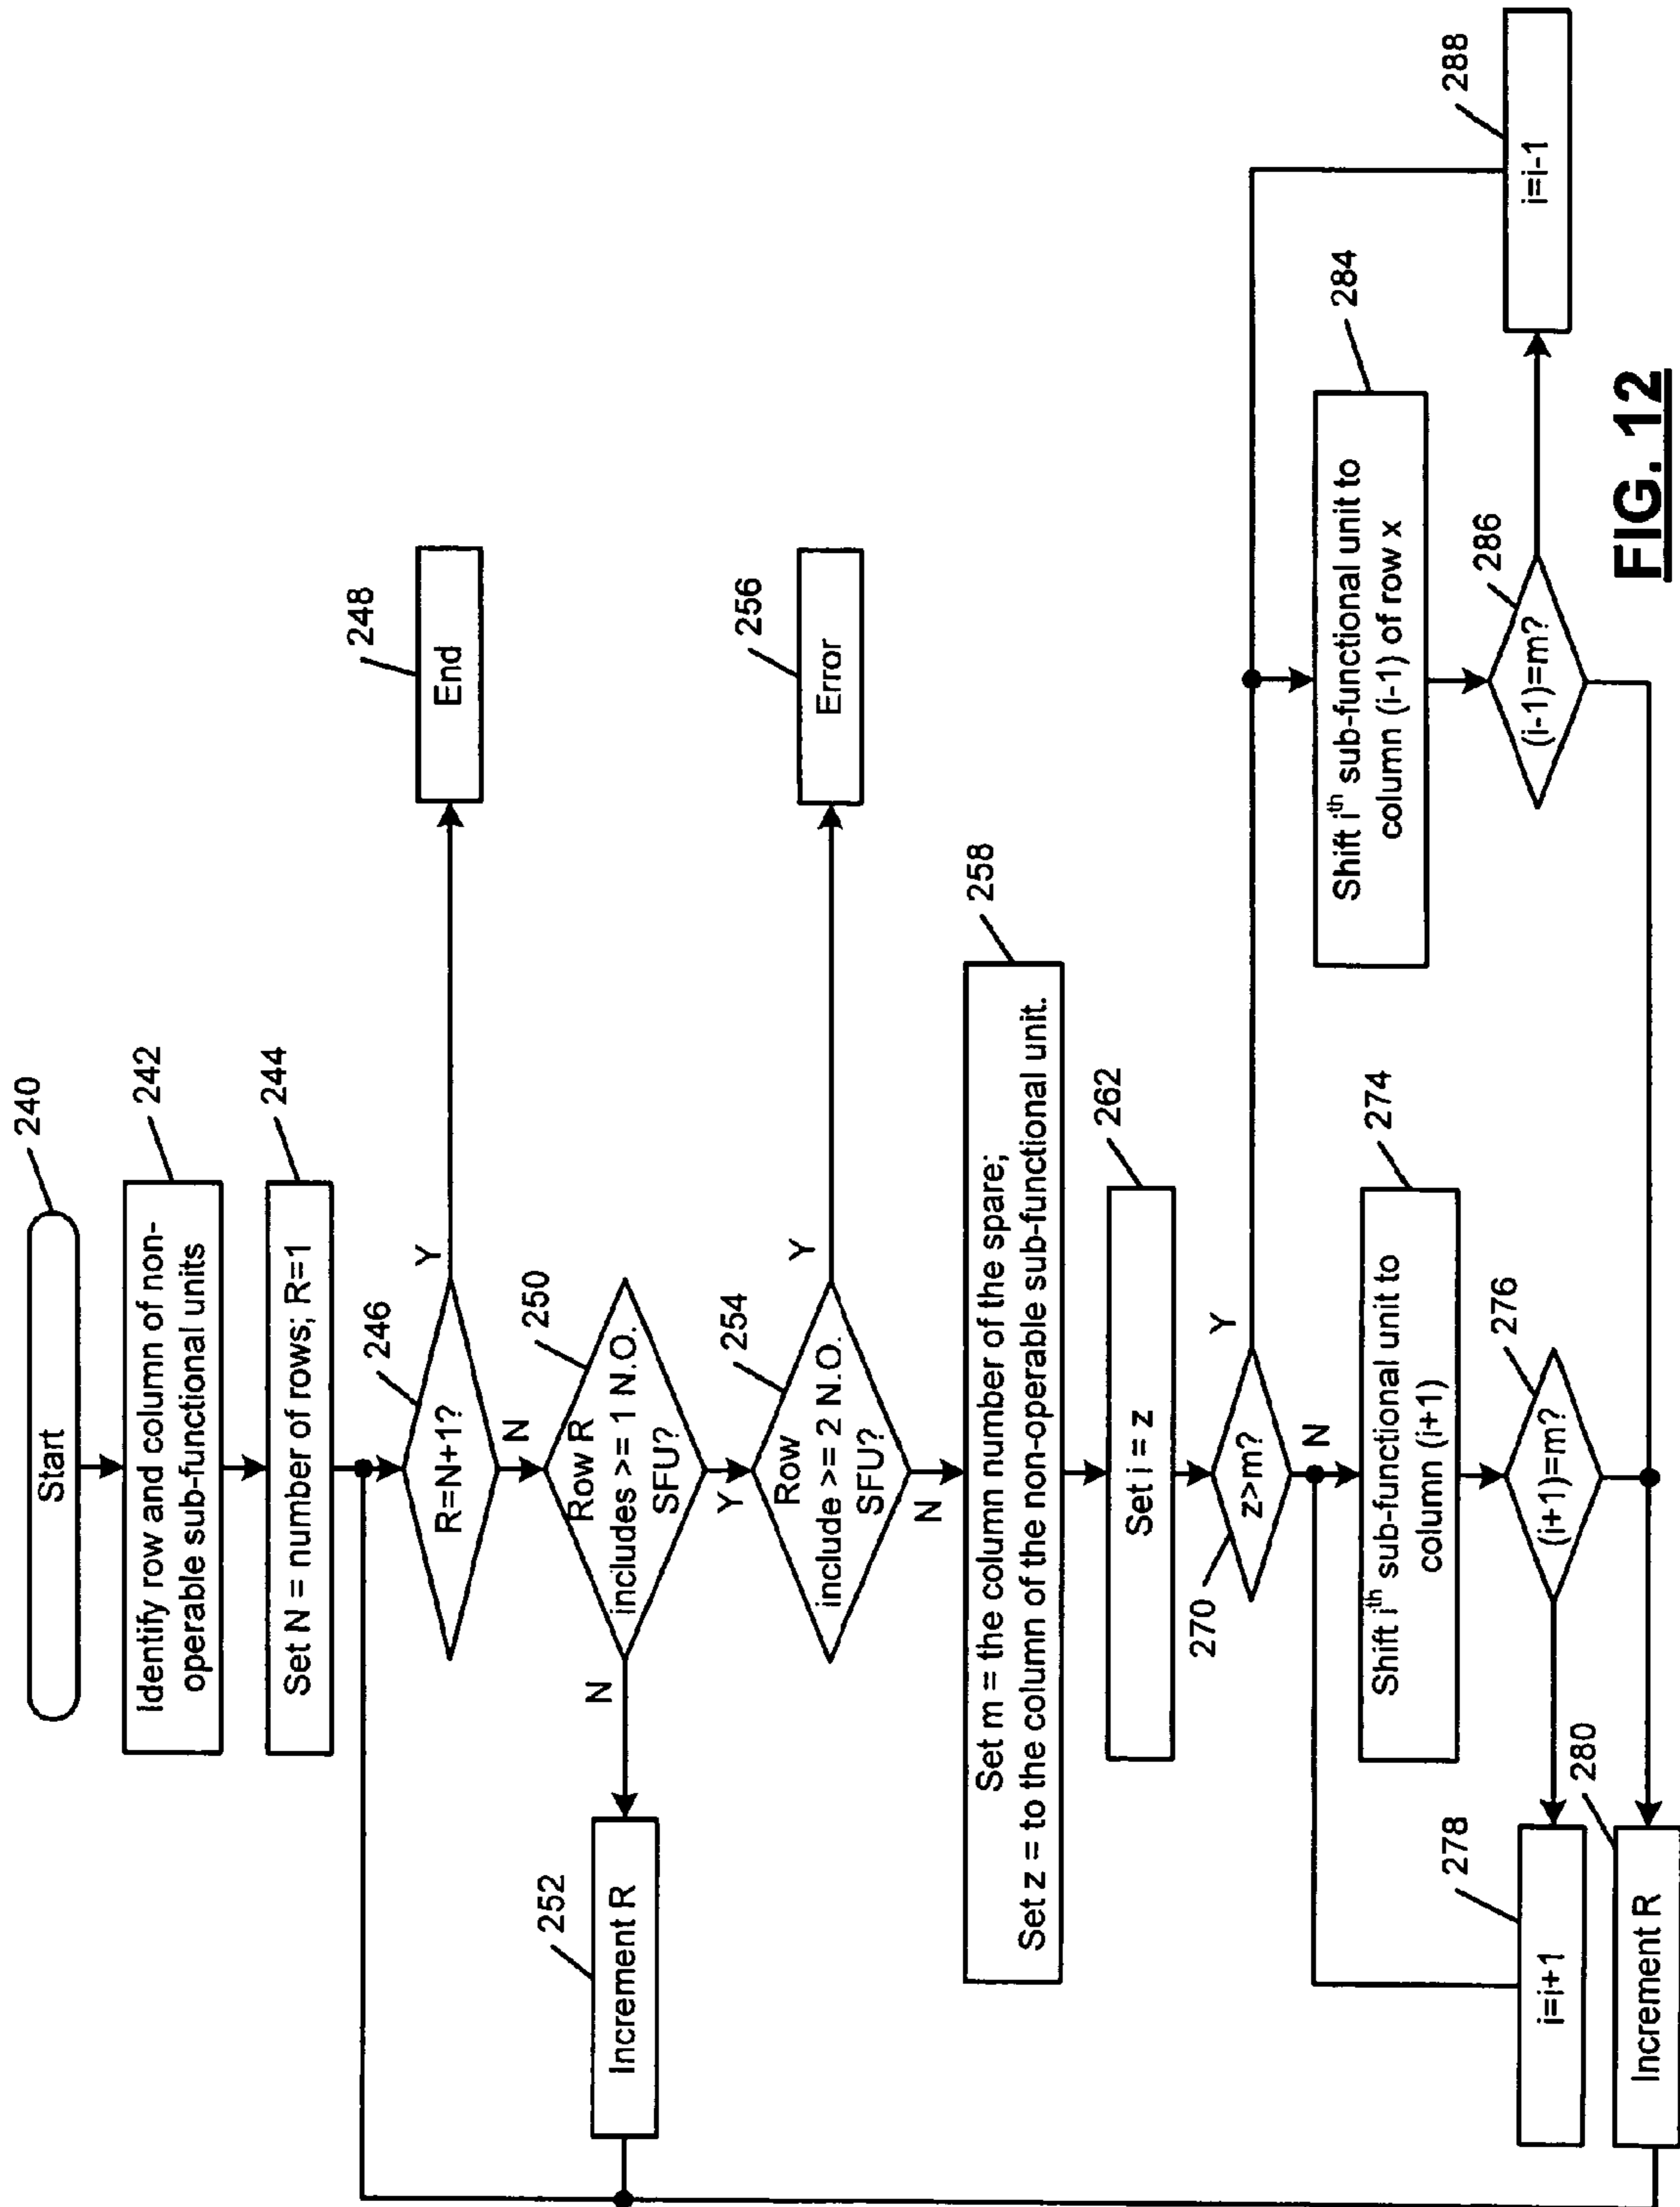 Start
240
Identify row and column of non-
operable sub-functional units
242
Set N = number of rows; R=1
244
R=N+1?
246
Y
End
248
N
Row R
includes >= 1 N.O.
SFU?
250
N
Increment R
252
Y
Row
include >= 2 N.O.
SFU?
254
Y
Error
256
N
Set m = the column number of the spare;
Set z = to the column of the non-operable sub-functional unit.
258
Set i = z
262
z>m?
270
Y
N
Shift ith sub-functional unit to
column (i+1)
274
(i+1)=m?
276
i=i+1
278
Increment R
280
Shift ith sub-functional unit to
column (i-1) of row x
284
(i-1)=m?
286
i=i-1
288
FIG. 12